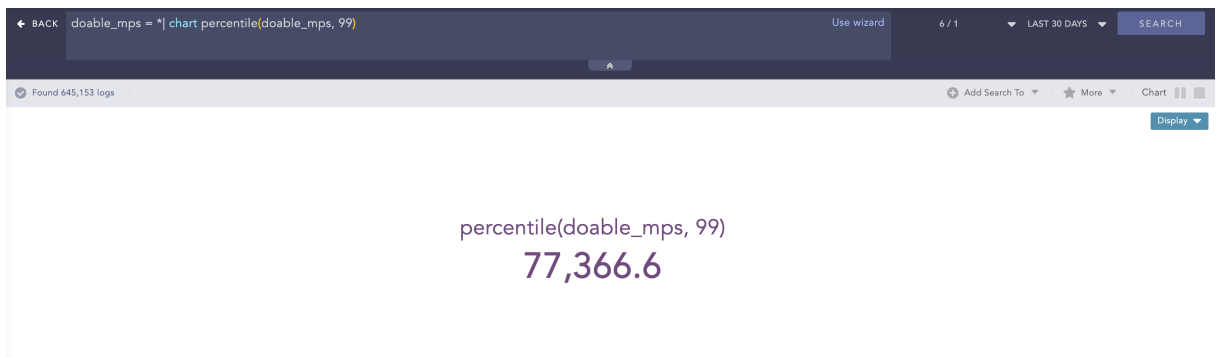 BACK doable_mps = *| chart percentile(doable_mps, 99) Use wizard 6 / 1 LAST 30 DAYS SEARCH
Found 645,153 logs Add Search To More Chart
Display
percentile(doable_mps, 99)
77,366.6